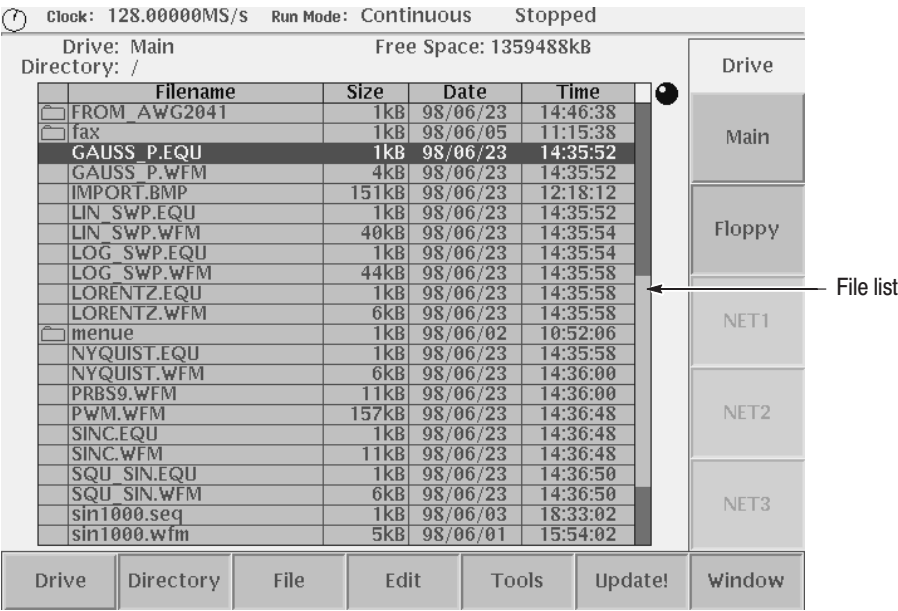 Clock: 128.00000MS/s Run Mode: Continuous Stopped
Drive: Main Free Space: 1359488kB
Directory: /
Filename Size Date Time
FROM_AWG2041 1kB 98/06/23 14:46:38
fax 1kB 98/06/05 11:15:38
GAUSS_P.EQU 1kB 98/06/23 14:35:52
GAUSS_P.WFM 4kB 98/06/23 14:35:52
IMPORT.BMP 151kB 98/06/23 12:18:12
LIN_SWP.EQU 1kB 98/06/23 14:35:52
LIN_SWP.WFM 40kB 98/06/23 14:35:54
LOG_SWP.EQU 1kB 98/06/23 14:35:54
LOG_SWP.WFM 44kB 98/06/23 14:35:58
LORENTZ.EQU 1kB 98/06/23 14:35:58
LORENTZ.WFM 6kB 98/06/23 14:35:58
menue 1kB 98/06/02 10:52:06
NYQUIST.EQU 1kB 98/06/23 14:35:58
NYQUIST.WFM 6kB 98/06/23 14:36:00
PRBS9.WFM 11kB 98/06/23 14:36:00
PWM.WFM 157kB 98/06/23 14:36:48
SINC.EQU 1kB 98/06/23 14:36:48
SINC.WFM 11kB 98/06/23 14:36:48
SQU_SIN.EQU 1kB 98/06/23 14:36:50
SQU_SIN.WFM 6kB 98/06/23 14:36:50
sin1000.seq 1kB 98/06/03 18:33:02
sin1000.wfm 5kB 98/06/01 15:54:02
Drive
Main
Floppy
NET1
NET2
NET3
File list
Drive Directory File Edit Tools Update! Window